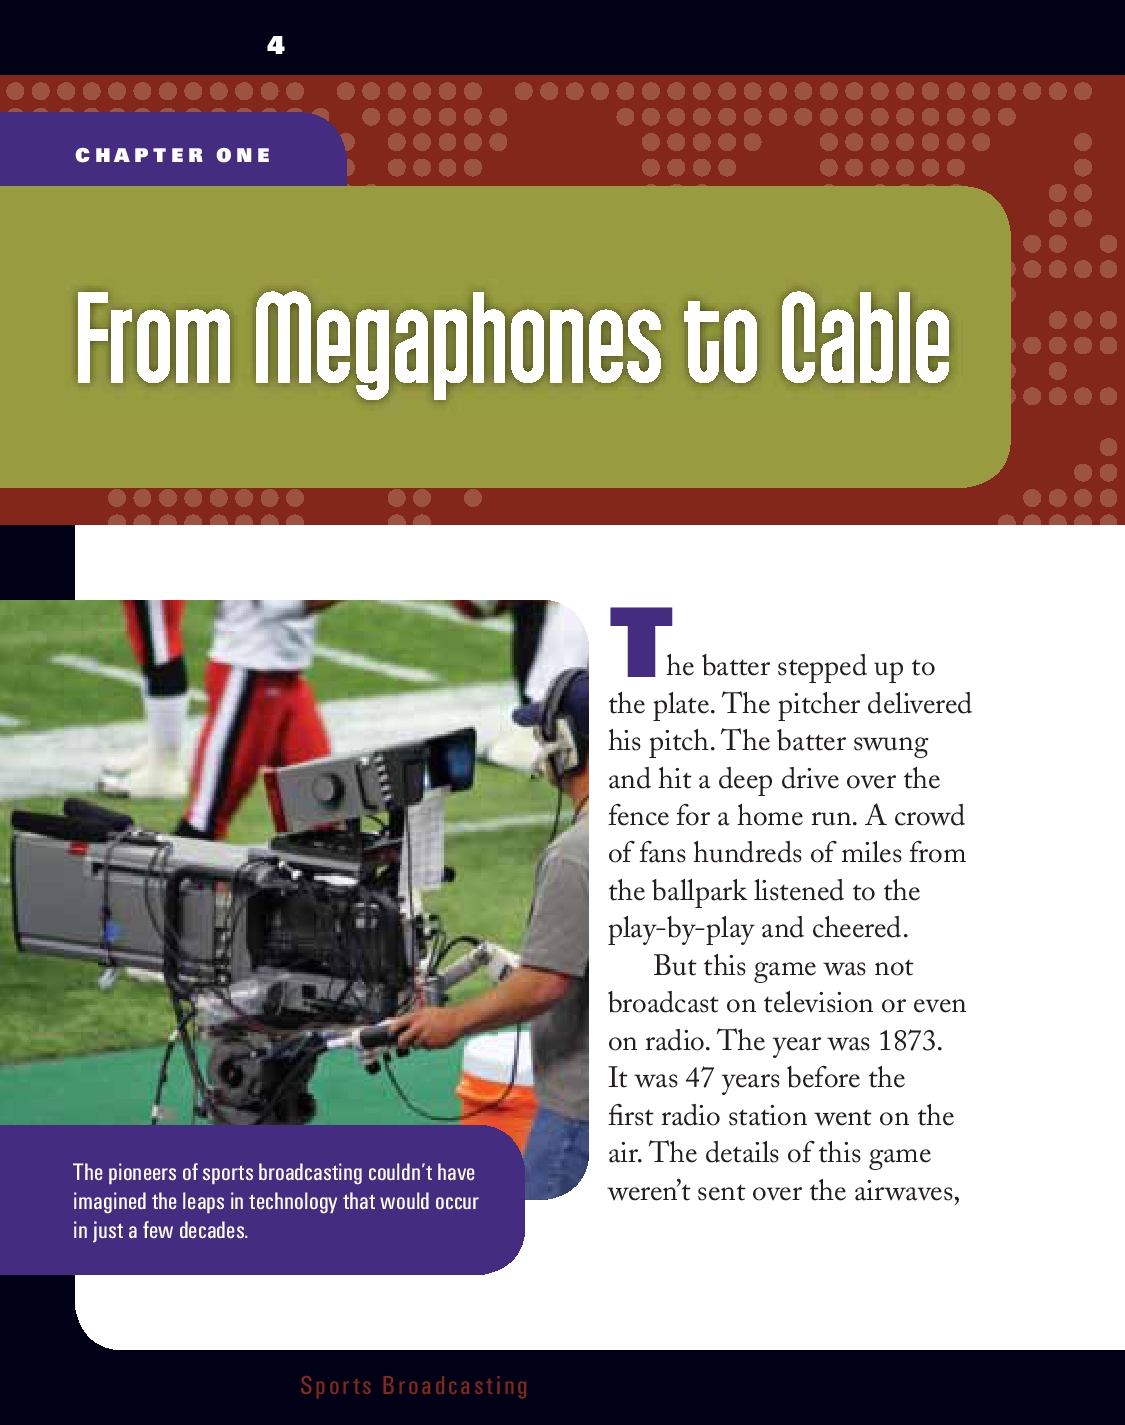 4
CHAPTER ONE
From Megaphones to Cable
The batter stepped up to
the plate. The pitcher delivered
his pitch. The batter swung
and hit a deep drive over the
fence for a home run. A crowd
of fans hundreds of miles from
the ballpark listened to the
play-by-play and cheered.
But this game was not
broadcast on television or even
on radio. The year was 1873.
It was 47 years before the
first radio station went on the
air. The details of this game
weren't sent over the airwaves,
The pioneers of sports broadcasting couldn't have
imagined the leaps in technology that would occur
in just a few decades.
Sports Broadcasting